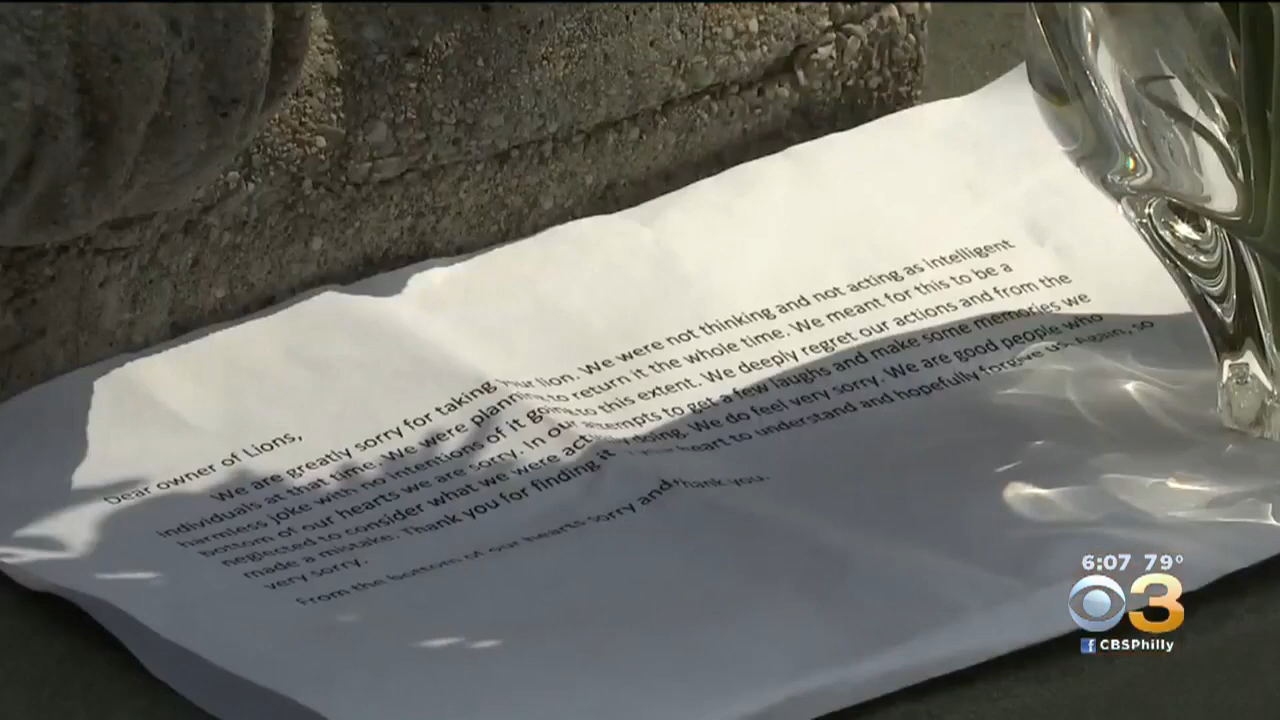 Dear owner of Lions,
We are greatly sorry for taking your lion. We were not thinking and not acting as intelligent
individuals at that time. We were planning to return it the whole time. We meant for this to be a
harmless joke with no intentions of it going to this extent. We deeply regret our actions and from the
bottom of our hearts we are sorry. In our attempts to get a few laughs and make some memories we
neglected to consider what we were actually doing. We do feel very sorry. We are good people who
made a mistake. Thank you for finding it in your heart to understand and hopefully forgive us. Again, so
very sorry.
From the bottom of our hearts- sorry and thank you.
6:07 79°
3
CBSPhilly